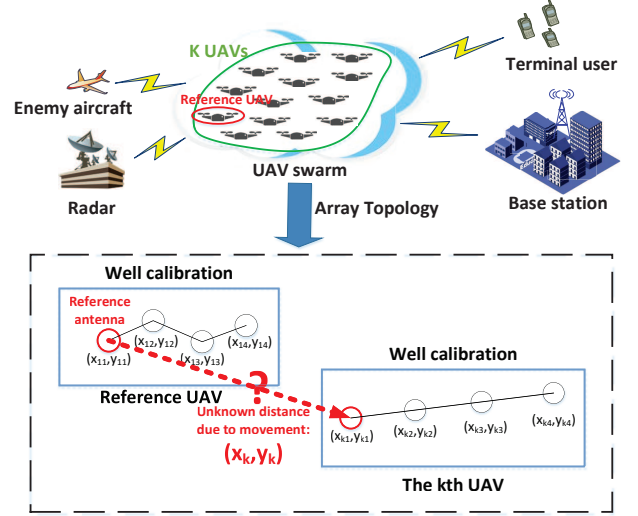 K UAVs
Reference UAV
Enemy aircraft
Radar
UAV swarm
Terminal user
Base station
Array Topology
Well calibration
Reference
antenna
(x11,y11)
(x12,y12)
(x13,y13)
(x14,y14)
Reference UAV
?
Unknown distance
due to movement:
(xk,yk)
Well calibration
(xk1,yk1)
(xk2,yk2)
(xk3,yk3)
(xk4,yk4)
The kth UAV